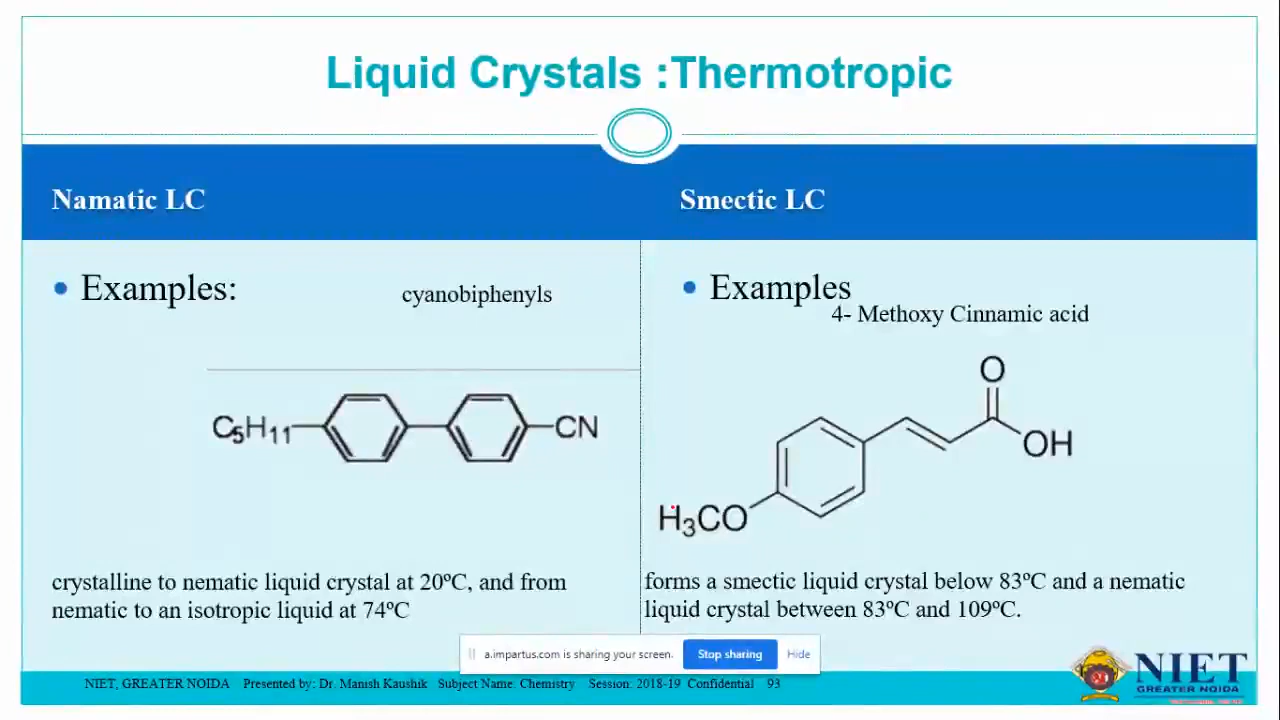 Liquid Crystals :Thermotropic
Namatic LC
Smectic LC
• Examples:
cyanobiphenyls
C5H11
CN
crystalline to nematic liquid crystal at 20ºC, and from
nematic to an isotropic liquid at 74ºC
• Examples
4- Methoxy Cinnamic acid
O
OH
H3CO
forms a smectic liquid crystal below 83ºC and a nematic
liquid crystal between 83ºC and 109ºC.
a.impartus.com is sharing your screen.
Stop sharing
Hide
NIET, GREATER NOIDA Presented by: Dr. Manish Kaushik Subject Name: Chemistry Session: 2018-19 Confidential 93
NIET
GREATER NOIDA